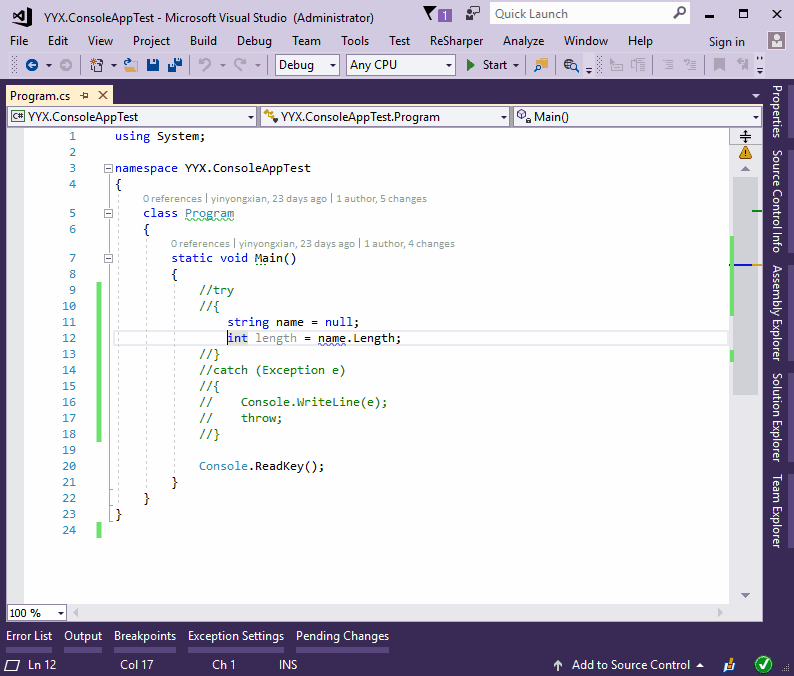 YYX.ConsoleAppTest - Microsoft Visual Studio (Administrator)
1
Quick Launch
File Edit View Project Build Debug Team Tools Test ReSharper Analyze Window Help Sign in
Debug Any CPU Start
Program.cs
C# YYX.ConsoleAppTest YYX.ConsoleAppTest.Program Main()
1 using System;
2
3 namespace YYX.ConsoleAppTest
4 {
0 references | yinyongxian, 23 days ago | 1 author, 5 changes
5 class Program
6 {
0 references | yinyongxian, 23 days ago | 1 author, 4 changes
7 static void Main()
8 {
9 //try
10 //{
11 string name = null;
12 int length = name.Length;
13 //}
14 //catch (Exception e)
15 //{
16 // Console.WriteLine(e);
17 // throw;
18 //}
19
20 Console.ReadKey();
21 }
22 }
23 }
24
Properties
Source Control Info
Assembly Explorer
Solution Explorer
Team Explorer
100 %
Error List Output Breakpoints Exception Settings Pending Changes
Ln 12 Col 17 Ch 1 INS Add to Source Control